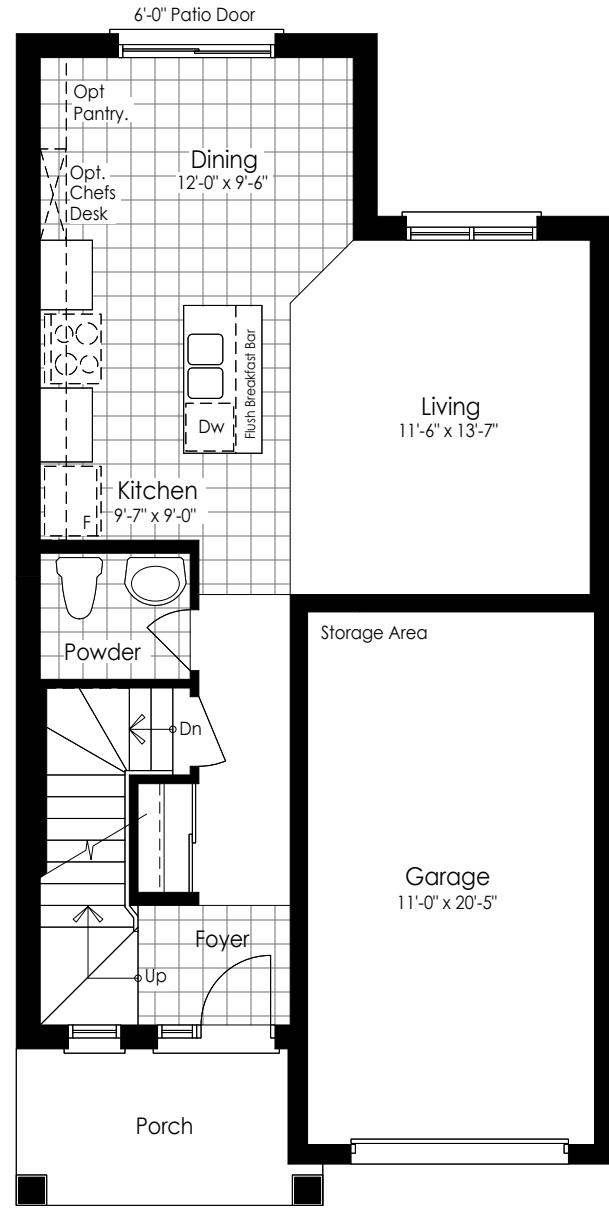 6'-0" Patio Door
Opt
Pantry.
Dining
12'-0" x 9'-6"
Opt.
Chefs
Desk
Flush Breakfast Bar
Dw
Living
11'-6" x 13'-7"
Kitchen
9'-7" x 9'-0"
F
Storage Area
Powder
Dn
Garage
11'-0" x 20'-5"
Foyer
Up
Porch